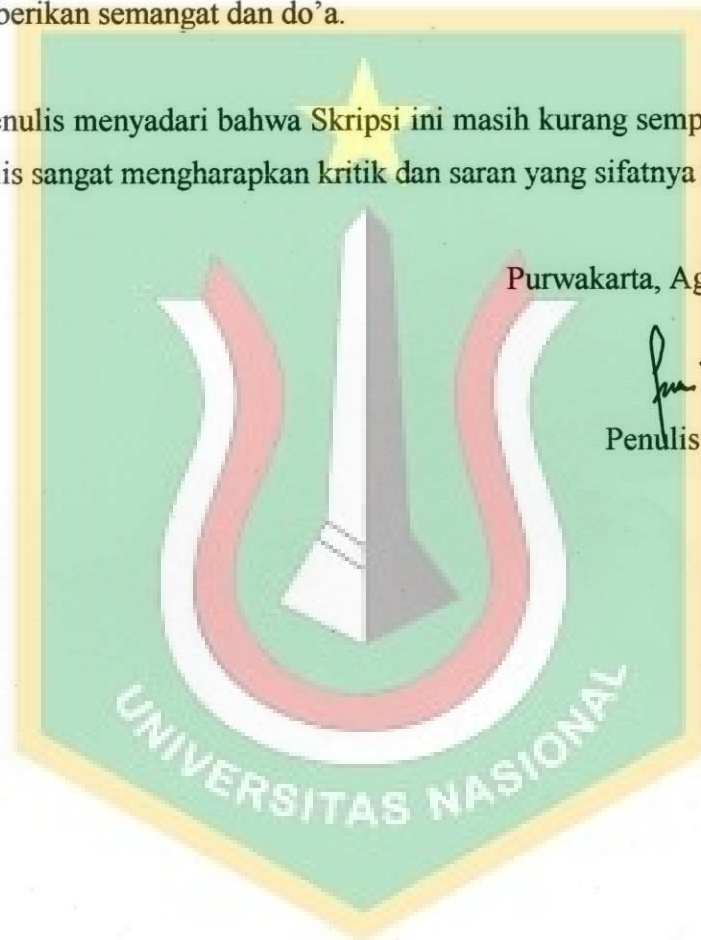 berikan semangat dan do'a.
enulis menyadari bahwa Skripsi ini masih kurang semp
is sangat mengharapkan kritik dan saran yang sifatnya
Purwakarta, Ag
Penulis
UNIVERSITAS NASIONAL